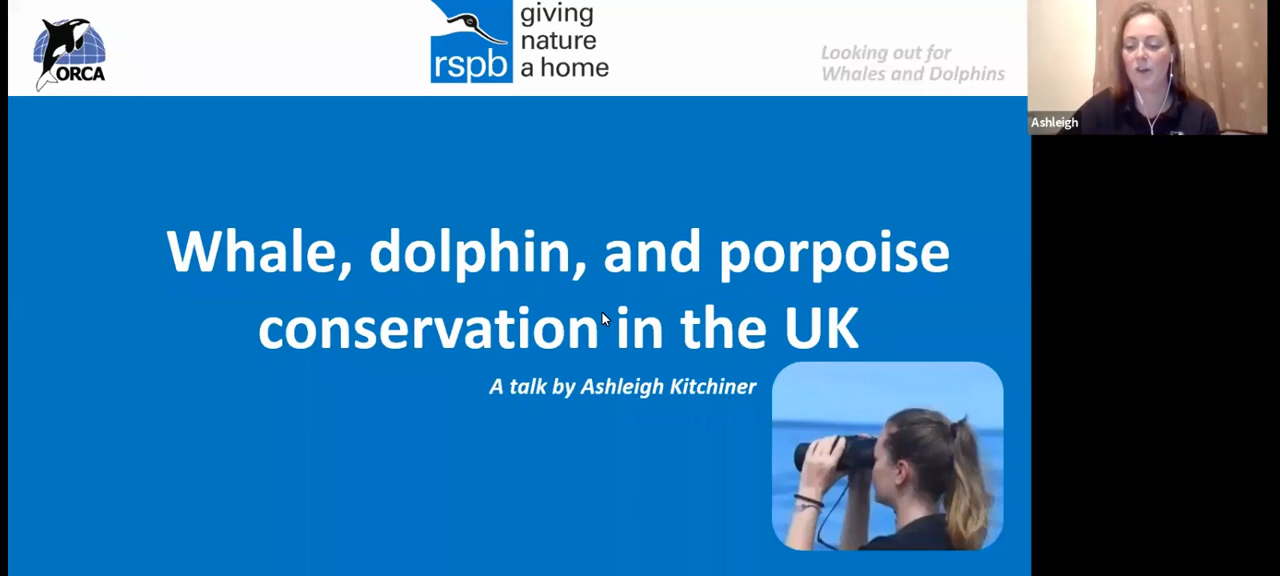 ORCA
rspb
giving
nature
a home
Looking out for
Whales and Dolphins
Ashleigh
Whale, dolphin, and porpoise
conservation in the UK
A talk by Ashleigh Kitchiner